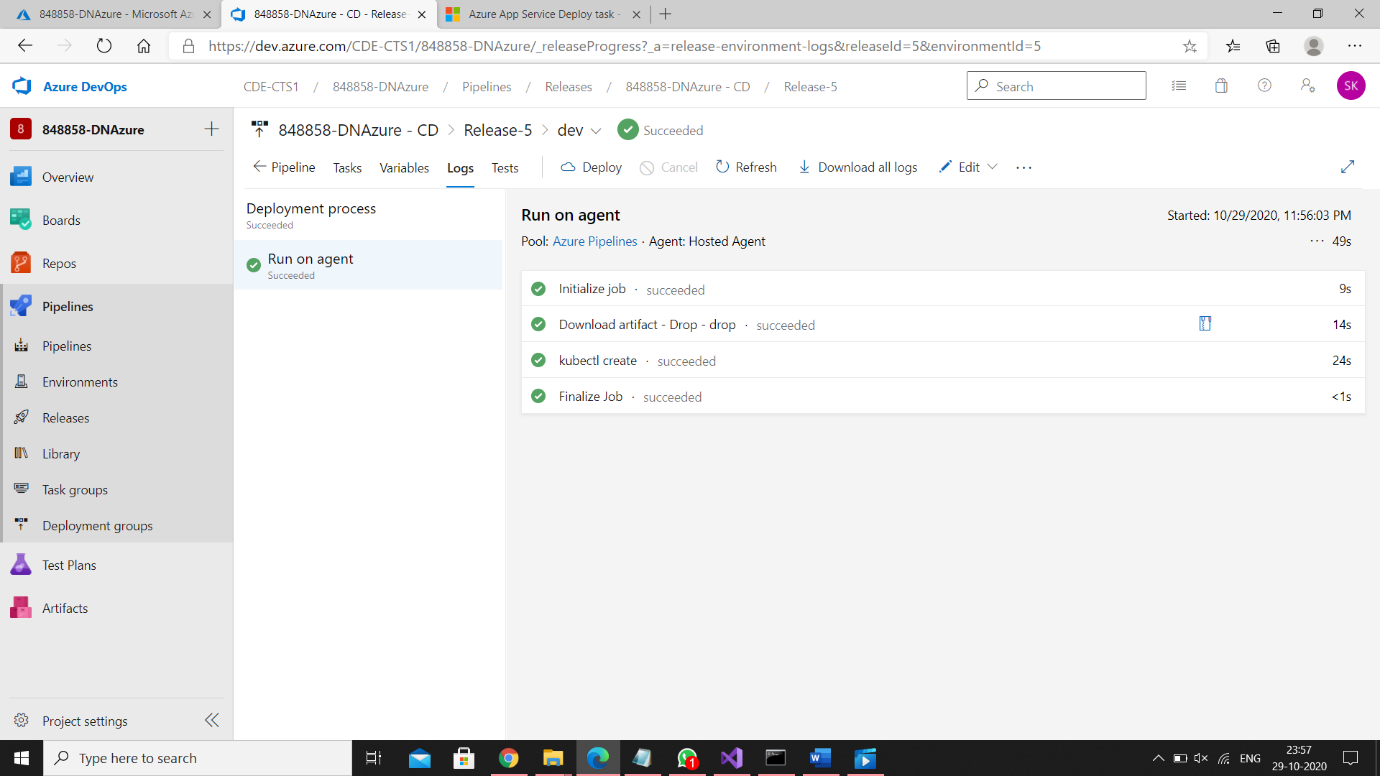 848858-DNAzure - Microsoft Az
848858-DNAzure - CD - Release-
Azure App Service Deploy task -
https://dev.azure.com/CDE-CTS1/848858-DNAzure/_releaseProgress?_a=release-environment-logs&releaseId=5&environmentId=5
Azure DevOps
CDE-CTS1 / 848858-DNAzure / Pipelines / Releases / 848858-DNAzure - CD / Release-5
Search
SK
8 848858-DNAzure
848858-DNAzure - CD > Release-5 > dev Succeeded
Pipeline Tasks Variables Logs Tests Deploy Cancel Refresh Download all logs Edit
Overview
Boards
Repos
Pipelines
Pipelines
Environments
Releases
Library
Task groups
Deployment groups
Test Plans
Artifacts
Project settings
Deployment process
Succeeded
Run on agent
Succeeded
Run on agent
Started: 10/29/2020, 11:56:03 PM
Pool: Azure Pipelines · Agent: Hosted Agent
··· 49s
Initialize job · succeeded 9s
Download artifact - Drop - drop · succeeded 14s
kubectl create · succeeded 24s
Finalize Job · succeeded <1s
Type here to search
1
ENG
23:57
29-10-2020